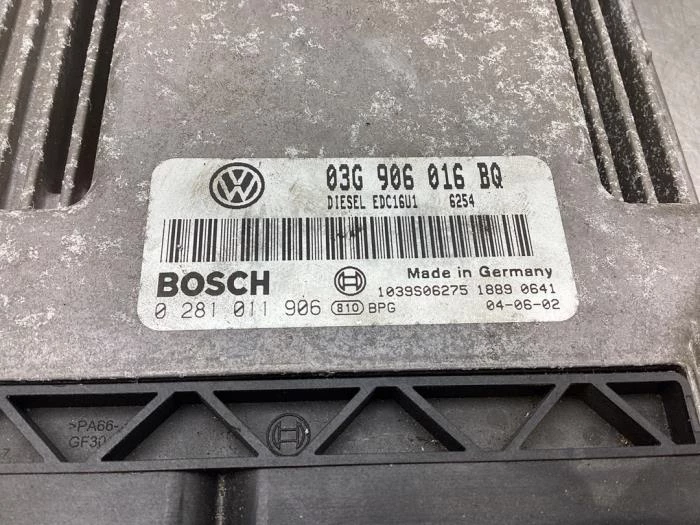 03G 906 016 BQ
DIESEL EDC16U1 6254
BOSCH
Made in Germany
1039S06275 1889 0641
0 281 011 906 810 BPG 04-06-02
>PA66-
GF30